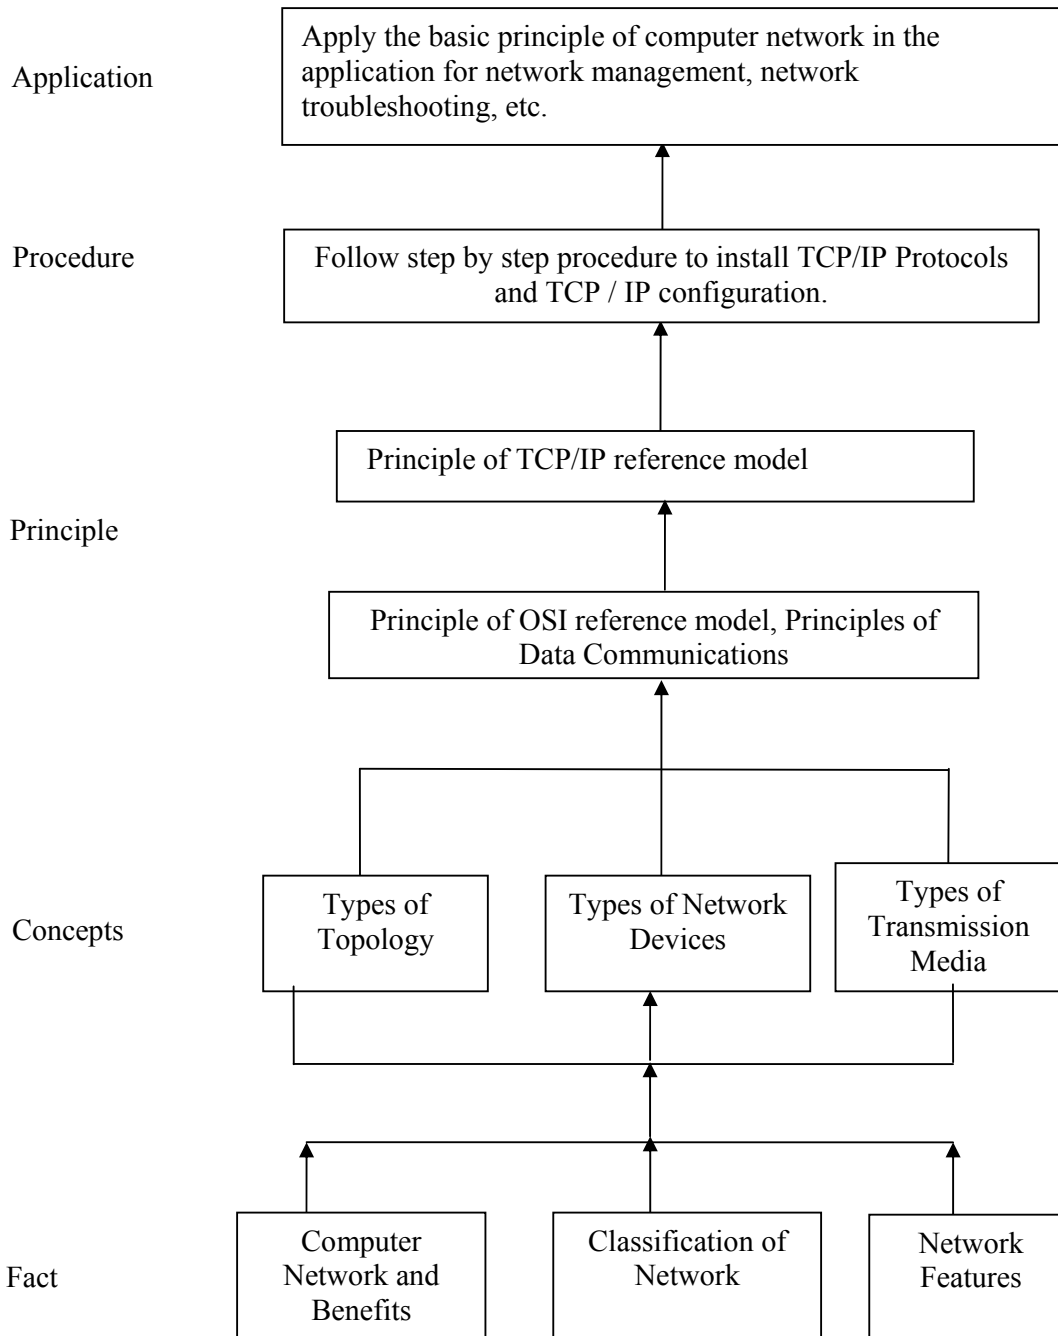 Application
Apply the basic principle of computer network in the
application for network management, network
troubleshooting, etc.
Procedure
Follow step by step procedure to install TCP/IP Protocols
and TCP / IP configuration.
Principle of TCP/IP reference model
Principle
Principle of OSI reference model, Principles of
Data Communications
Concepts
Types of
Topology
Types of Network
Devices
Types of
Transmission
Media
Fact
Computer
Network and
Benefits
Classification of
Network
Network
Features